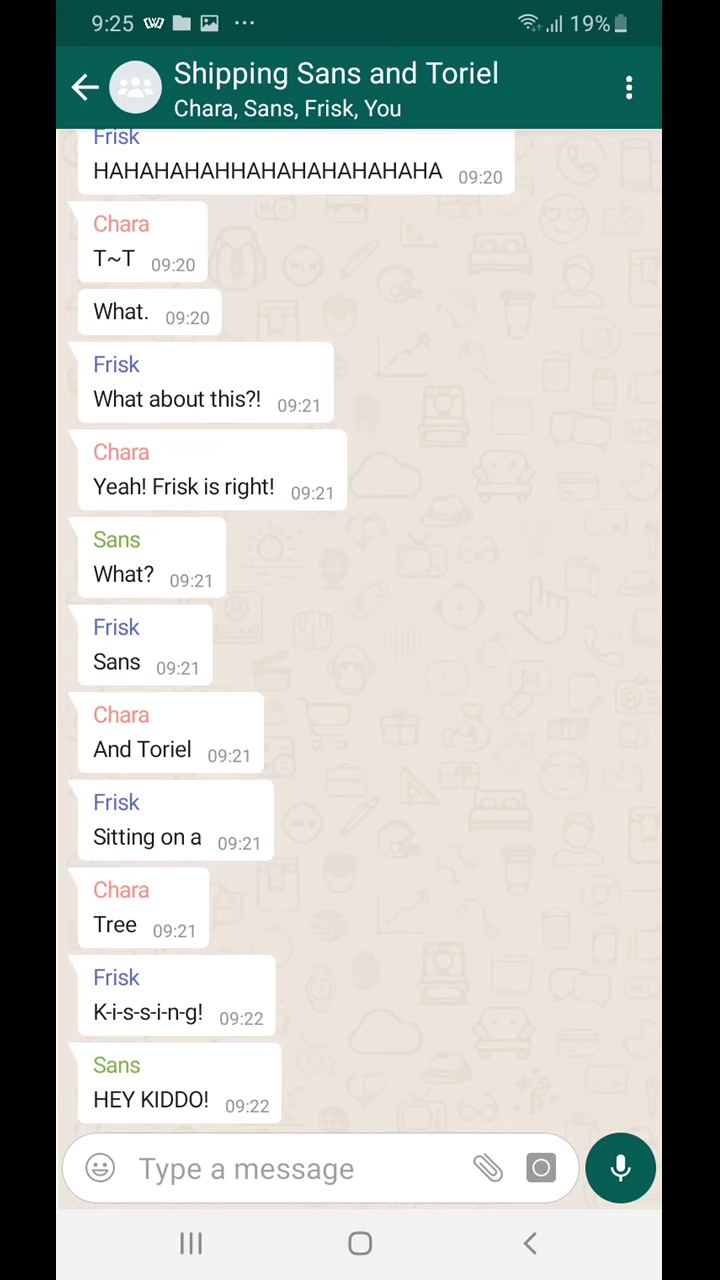 9:25 19%
Shipping Sans and Toriel
Chara, Sans, Frisk, You
Frisk
HAHAHAHAHHAHAHAHAHAHAHA 09:20
Chara
T~T 09:20
What. 09:20
Frisk
What about this?! 09:21
Chara
Yeah! Frisk is right! 09:21
Sans
What? 09:21
Frisk
Sans 09:21
Chara
And Toriel 09:21
Frisk
Sitting on a 09:21
Chara
Tree 09:21
Frisk
K-i-s-s-i-n-g! 09:22
Sans
HEY KIDDO! 09:22
Type a message